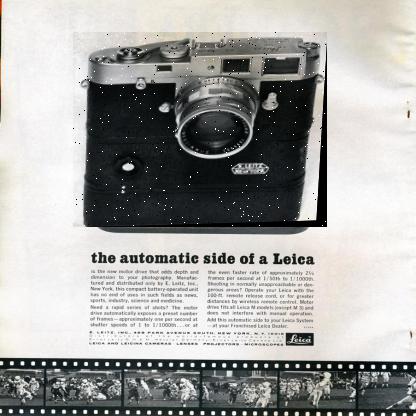 LEITZ
NEW YORK
the automatic side of a Leica
is the new motor drive that adds depth and
dimension to your photography. Manufac-
tured and distributed only by E. Leitz, Inc.,
New York, this compact battery-operated unit
has no end of uses in such fields as news,
sports, industry, science and medicine.
Need a rapid series of shots? The motor
drive automatically exposes a preset number
of frames—approximately one per second at
shutter speeds of 1 to 1/1000th.....or at
the even faster rate of approximately 2½
frames per second at 1/50th to 1/1000th.
Shooting in normally unapproachable or dan-
gerous areas? Operate your Leica with the
100-ft. remote release cord, or for greater
distances by wireless remote control. Motor
drive fits all Leica M models (except M 3) and
does not interfere with manual operation.
Add this automatic side to your Leica System
—at your Franchised Leica Dealer.
E. LEITZ, INC., 468 PARK AVENUE SOUTH, NEW YORK, N.Y. 10016
LEICA AND LEICINA CAMERAS LENSES PROJECTORS MICROSCOPES
Leica